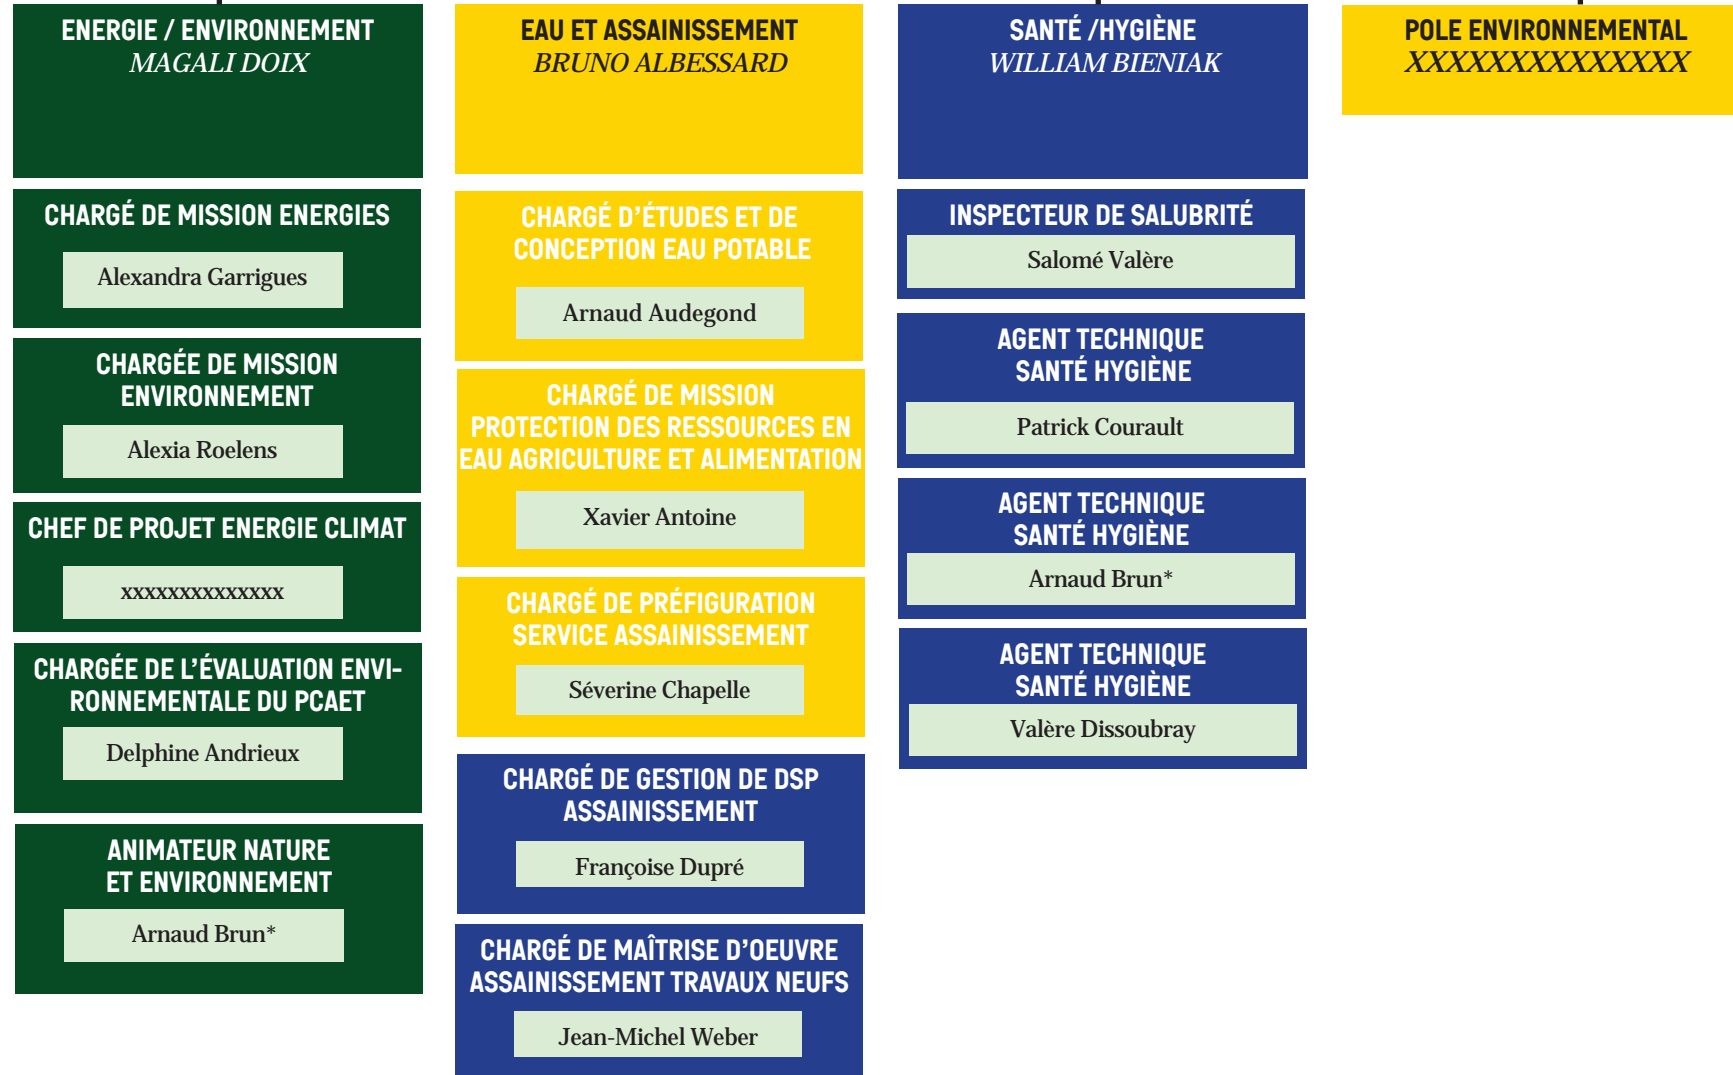 ENERGIE / ENVIRONNEMENT
MAGALI DOIX
CHARGÉ DE MISSION ENERGIES
Alexandra Garrigues
CHARGÉE DE MISSION
ENVIRONNEMENT
Alexia Roelens
CHEF DE PROJET ENERGIE CLIMAT
xxxxxxxxxxxxxx
CHARGÉE DE L’ÉVALUATION ENVI-
RONNEMENTALE DU PCAET
Delphine Andrieux
ANIMATEUR NATURE
ET ENVIRONNEMENT
Arnaud Brun*
EAU ET ASSAINISSEMENT
BRUNO ALBESSARD
CHARGÉ D’ÉTUDES ET DE
CONCEPTION EAU POTABLE
Arnaud Audegond
CHARGÉ DE MISSION
PROTECTION DES RESSOURCES EN
EAU AGRICULTURE ET ALIMENTATION
Xavier Antoine
CHARGÉ DE PRÉFIGURATION
SERVICE ASSAINISSEMENT
Séverine Chapelle
CHARGÉ DE GESTION DE DSP
ASSAINISSEMENT
Françoise Dupré
CHARGÉ DE MAÎTRISE D’OEUVRE
ASSAINISSEMENT TRAVAUX NEUFS
Jean-Michel Weber
SANTÉ /HYGIÈNE
WILLIAM BIENIAK
INSPECTEUR DE SALUBRITÉ
Salomé Valère
AGENT TECHNIQUE
SANTÉ HYGIÈNE
Patrick Courault
AGENT TECHNIQUE
SANTÉ HYGIÈNE
Arnaud Brun*
AGENT TECHNIQUE
SANTÉ HYGIÈNE
Valère Dissoubray
POLE ENVIRONNEMENTAL
XXXXXXXXXXXXXX